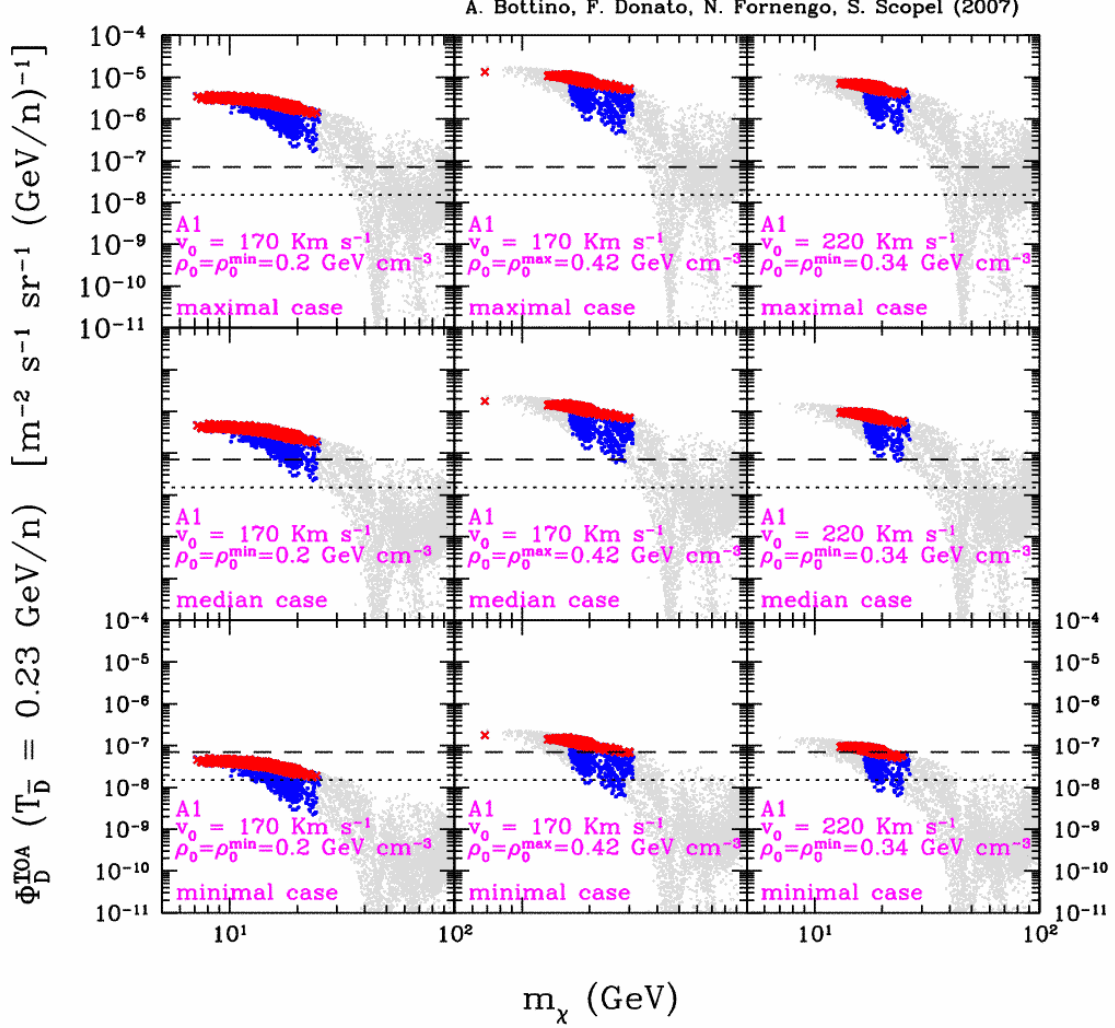 A. Bottino, F. Donato, N. Fornengo, S. Scopel (2007)
Φ_D̄^TOA (T_D̄ = 0.23 GeV/n) [m⁻² s⁻¹ sr⁻¹ (GeV/n)⁻¹]
10⁻⁴
10⁻⁵
10⁻⁶
10⁻⁷
10⁻⁸
10⁻⁹
10⁻¹⁰
10⁻¹¹
A1
v₀ = 170 Km s⁻¹
ρ₀=ρ₀^min=0.2 GeV cm⁻³
maximal case
A1
v₀ = 170 Km s⁻¹
ρ₀=ρ₀^max=0.42 GeV cm⁻³
maximal case
A1
v₀ = 220 Km s⁻¹
ρ₀=ρ₀^min=0.34 GeV cm⁻³
maximal case
A1
v₀ = 170 Km s⁻¹
ρ₀=ρ₀^min=0.2 GeV cm⁻³
median case
A1
v₀ = 170 Km s⁻¹
ρ₀=ρ₀^max=0.42 GeV cm⁻³
median case
A1
v₀ = 220 Km s⁻¹
ρ₀=ρ₀^min=0.34 GeV cm⁻³
median case
10⁻⁴
10⁻⁵
10⁻⁶
10⁻⁷
10⁻⁸
10⁻⁹
10⁻¹⁰
10⁻¹¹
A1
v₀ = 170 Km s⁻¹
ρ₀=ρ₀^min=0.2 GeV cm⁻³
minimal case
A1
v₀ = 170 Km s⁻¹
ρ₀=ρ₀^max=0.42 GeV cm⁻³
minimal case
A1
v₀ = 220 Km s⁻¹
ρ₀=ρ₀^min=0.34 GeV cm⁻³
minimal case
10⁻⁴
10⁻⁵
10⁻⁶
10⁻⁷
10⁻⁸
10⁻⁹
10⁻¹⁰
10⁻¹¹
10¹ 10² 10¹ 10²
m_χ (GeV)